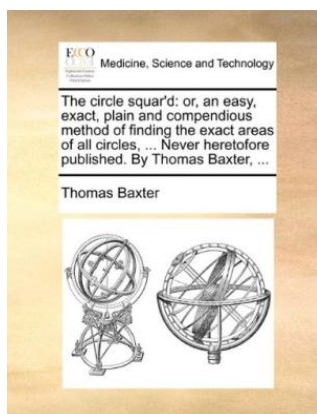 ECCO
Medicine, Science and Technology
The circle squar'd: or, an easy,
exact, plain and compendious
method of finding the exact areas
of all circles, ... Never heretofore
published. By Thomas Baxter, ...
Thomas Baxter